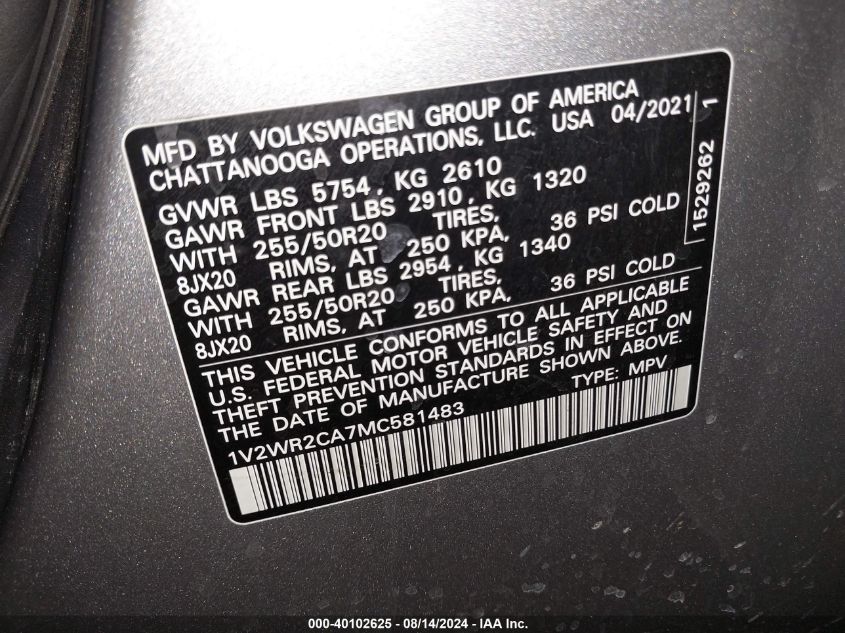 MFD BY VOLKSWAGEN GROUP OF AMERICA
CHATTANOOGA OPERATIONS, LLC. USA 04/2021
GVWR LBS 5754, KG 2610
GAWR FRONT LBS 2910, KG 1320
WITH 255/50R20 TIRES,
8JX20 RIMS, AT 250 KPA, 36 PSI COLD
GAWR REAR LBS 2954, KG 1340
WITH 255/50R20 TIRES,
8JX20 RIMS, AT 250 KPA, 36 PSI COLD
THIS VEHICLE CONFORMS TO ALL APPLICABLE
U.S. FEDERAL MOTOR VEHICLE SAFETY AND
THEFT PREVENTION STANDARDS IN EFFECT ON
THE DATE OF MANUFACTURE SHOWN ABOVE.
1V2WR2CA7MC581483 TYPE: MPV
1529262 1
000-40102625 - 08/14/2024 - IAA Inc.